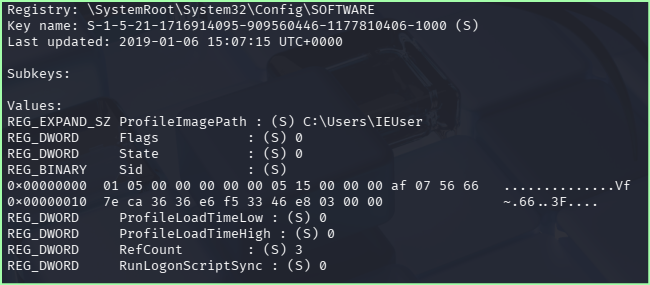 Registry: \SystemRoot\System32\Config\SOFTWARE
Key name: S-1-5-21-1716914095-909560446-1177810406-1000 (S)
Last updated: 2019-01-06 15:07:15 UTC+0000

Subkeys:

Values:
REG_EXPAND_SZ ProfileImagePath : (S) C:\Users\IEUser
REG_DWORD     Flags           : (S) 0
REG_DWORD     State           : (S) 0
REG_BINARY    Sid             : (S)
0x00000000  01 05 00 00 00 00 00 05 15 00 00 00 af 07 56 66   ..............Vf
0x00000010  7e ca 36 36 e6 f5 33 46 e8 03 00 00               ~.66..3F....
REG_DWORD     ProfileLoadTimeLow : (S) 0
REG_DWORD     ProfileLoadTimeHigh : (S) 0
REG_DWORD     RefCount        : (S) 3
REG_DWORD     RunLogonScriptSync : (S) 0